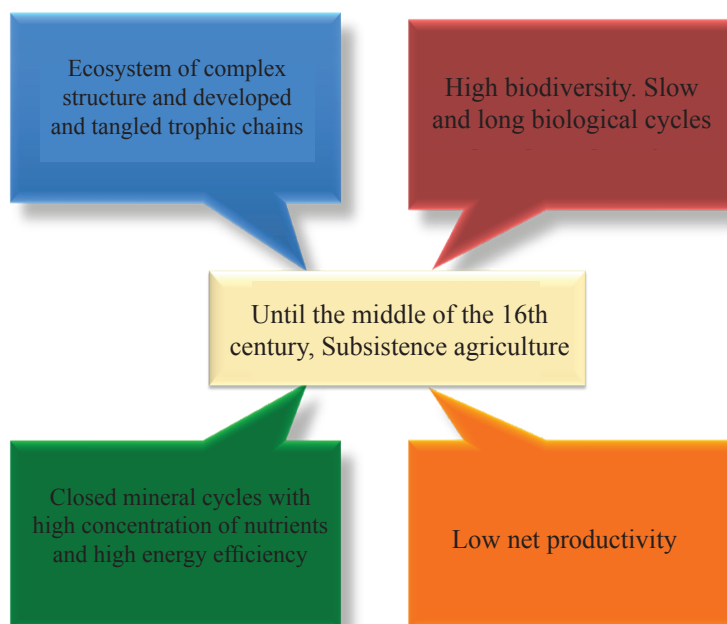 Ecosystem of complex
structure and developed
and tangled trophic chains
High biodiversity. Slow
and long biological cycles
Until the middle of the 16th
century, Subsistence agriculture
Closed mineral cycles with
high concentration of nutrients
and high energy efficiency
Low net productivity